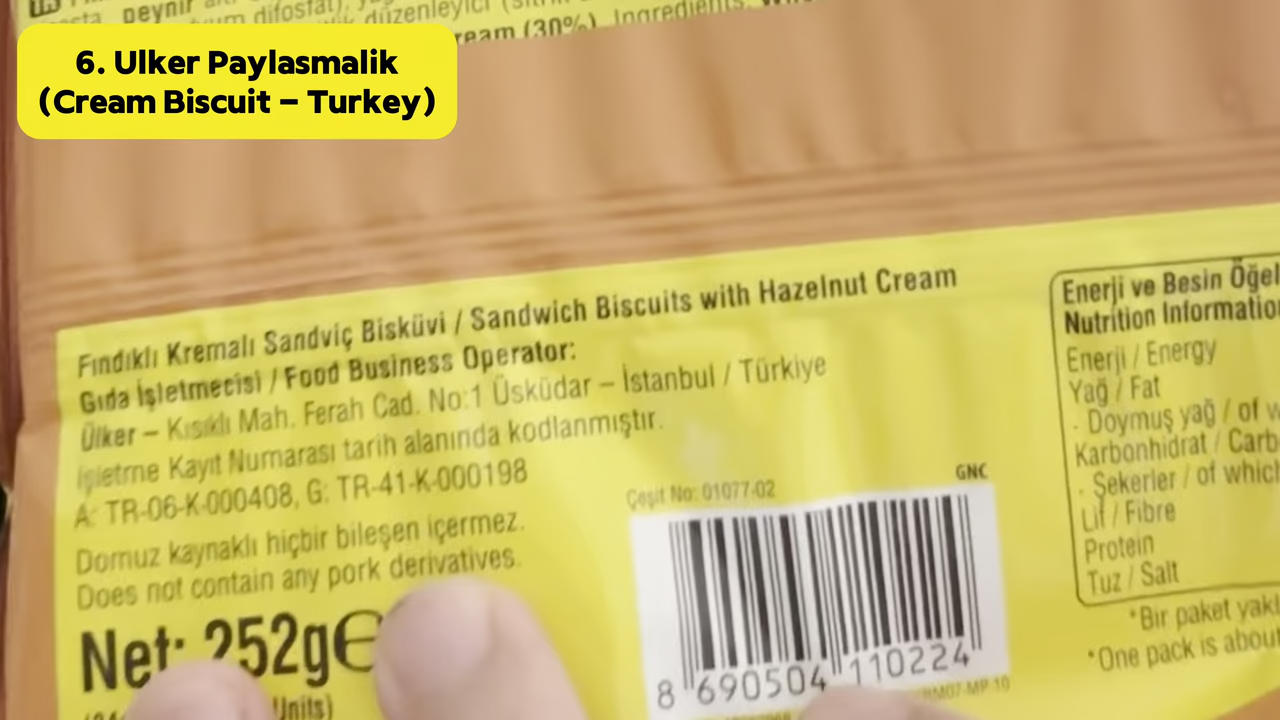 peynir altı
difosfat),
düzenleyici
ream (30%). Ingredients:
6. Ulker Paylasmalik
(Cream Biscuit – Turkey)
Fındıklı Kremalı Sandviç Bisküvi / Sandwich Biscuits with Hazelnut Cream
Gıda İşletmecisi / Food Business Operator:
Ülker – Kısıklı Mah. Ferah Cad. No:1 Üsküdar – İstanbul / Türkiye
İşletme Kayıt Numarası tarih alanında kodlanmıştır.
A: TR-06-K-000408, G: TR-41-K-000198
Domuz kaynaklı hiçbir bileşen içermez.
Does not contain any pork derivatives.
Net: 252g℮
Units)
Çeşit No: 01077-02
GNC
8 690504 110224
Enerji ve Besin Öğel
Nutrition Informatio
Enerji / Energy
Yağ / Fat
. Doymuş yağ / of
Karbonhidrat / Carb
. Şekerler / of which
Lif / Fibre
Protein
Tuz / Salt
*Bir paket yakl
*One pack is about